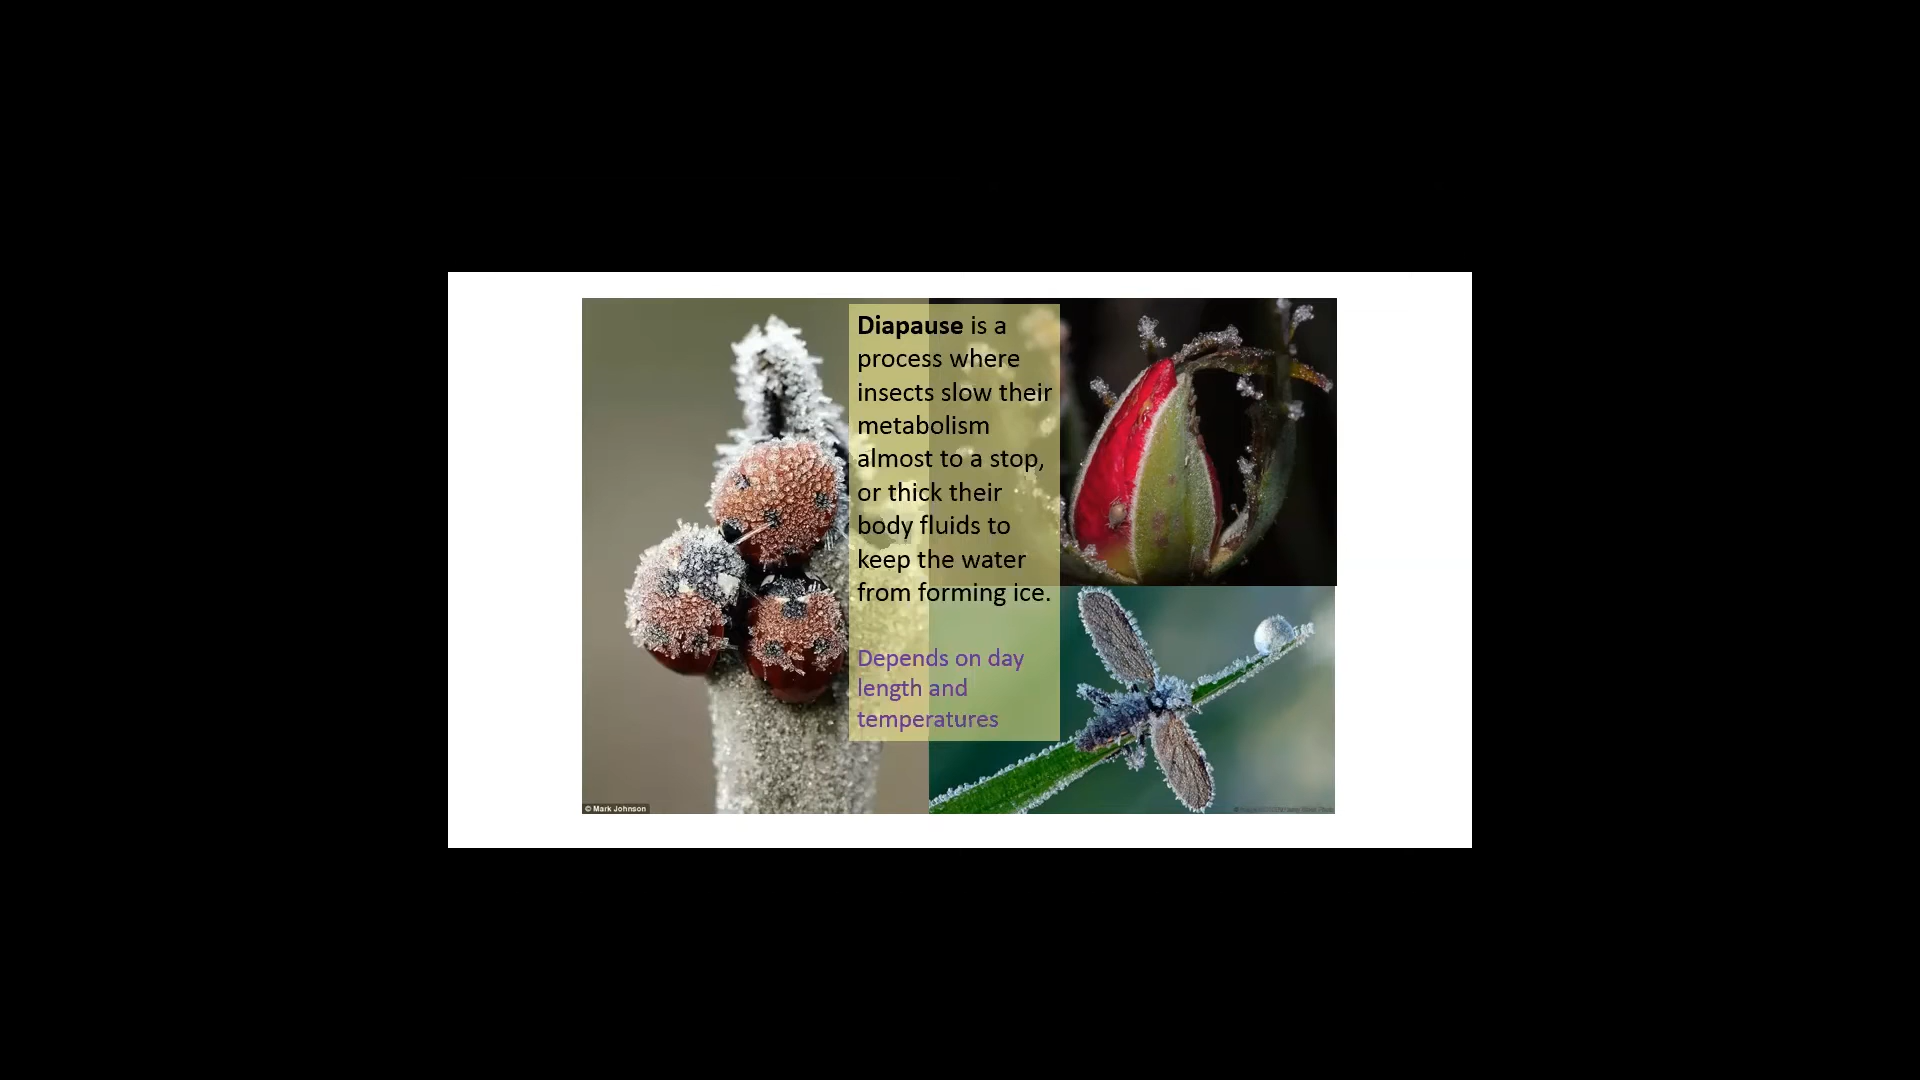 Diapause is a
process where
insects slow their
metabolism
almost to a stop,
or thick their
body fluids to
keep the water
from forming ice.
Depends on day
length and
temperatures
© Mark Johnson